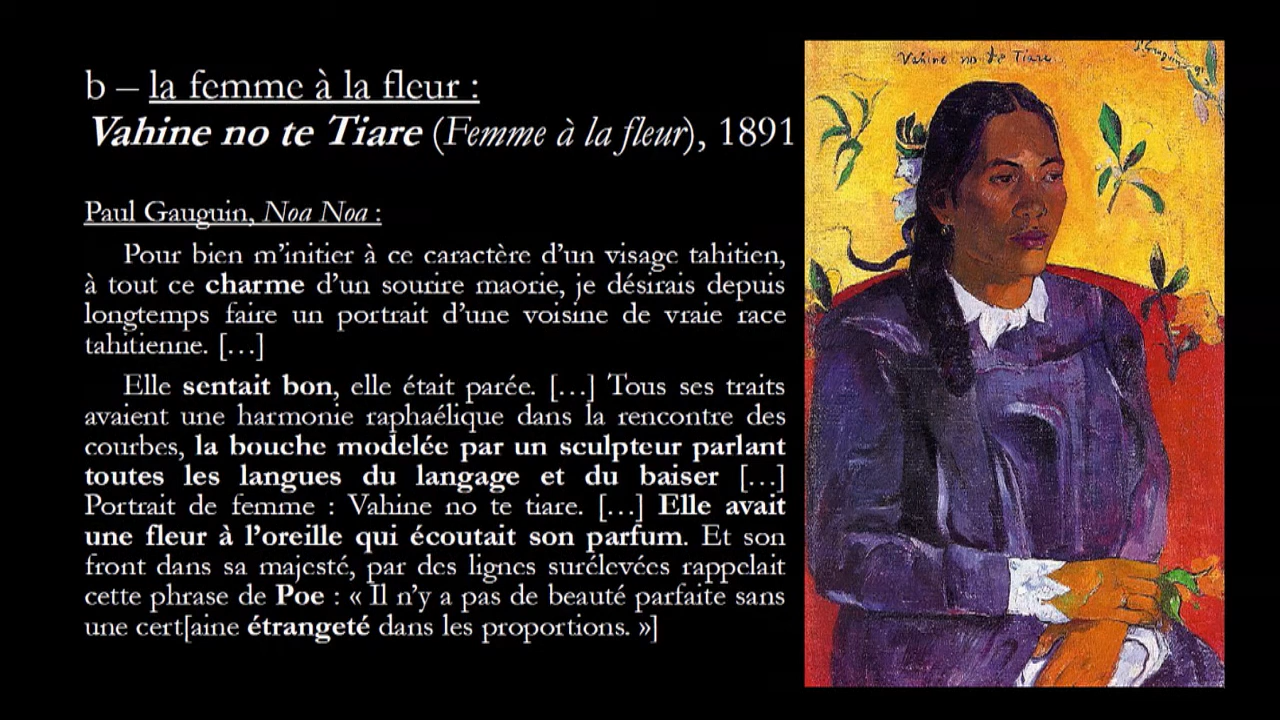 b – la femme à la fleur :
Vahine no te Tiare (Femme à la fleur), 1891
Paul Gauguin, Noa Noa :
Pour bien m’initier à ce caractère d’un visage tahitien,
à tout ce charme d’un sourire maorie, je désirais depuis
longtemps faire un portrait d’une voisine de vraie race
tahitienne. […]
Elle sentait bon, elle était parée. […] Tous ses traits
avaient une harmonie raphaélique dans la rencontre des
courbes, la bouche modelée par un sculpteur parlant
toutes les langues du langage et du baiser […]
Portrait de femme : Vahine no te tiare. […] Elle avait
une fleur à l’oreille qui écoutait son parfum. Et son
front dans sa majesté, par des lignes surélevées rappelait
cette phrase de Poe : « Il n’y a pas de beauté parfaite sans
une cert[aine étrangeté dans les proportions. »]
Vahine no te Tiare